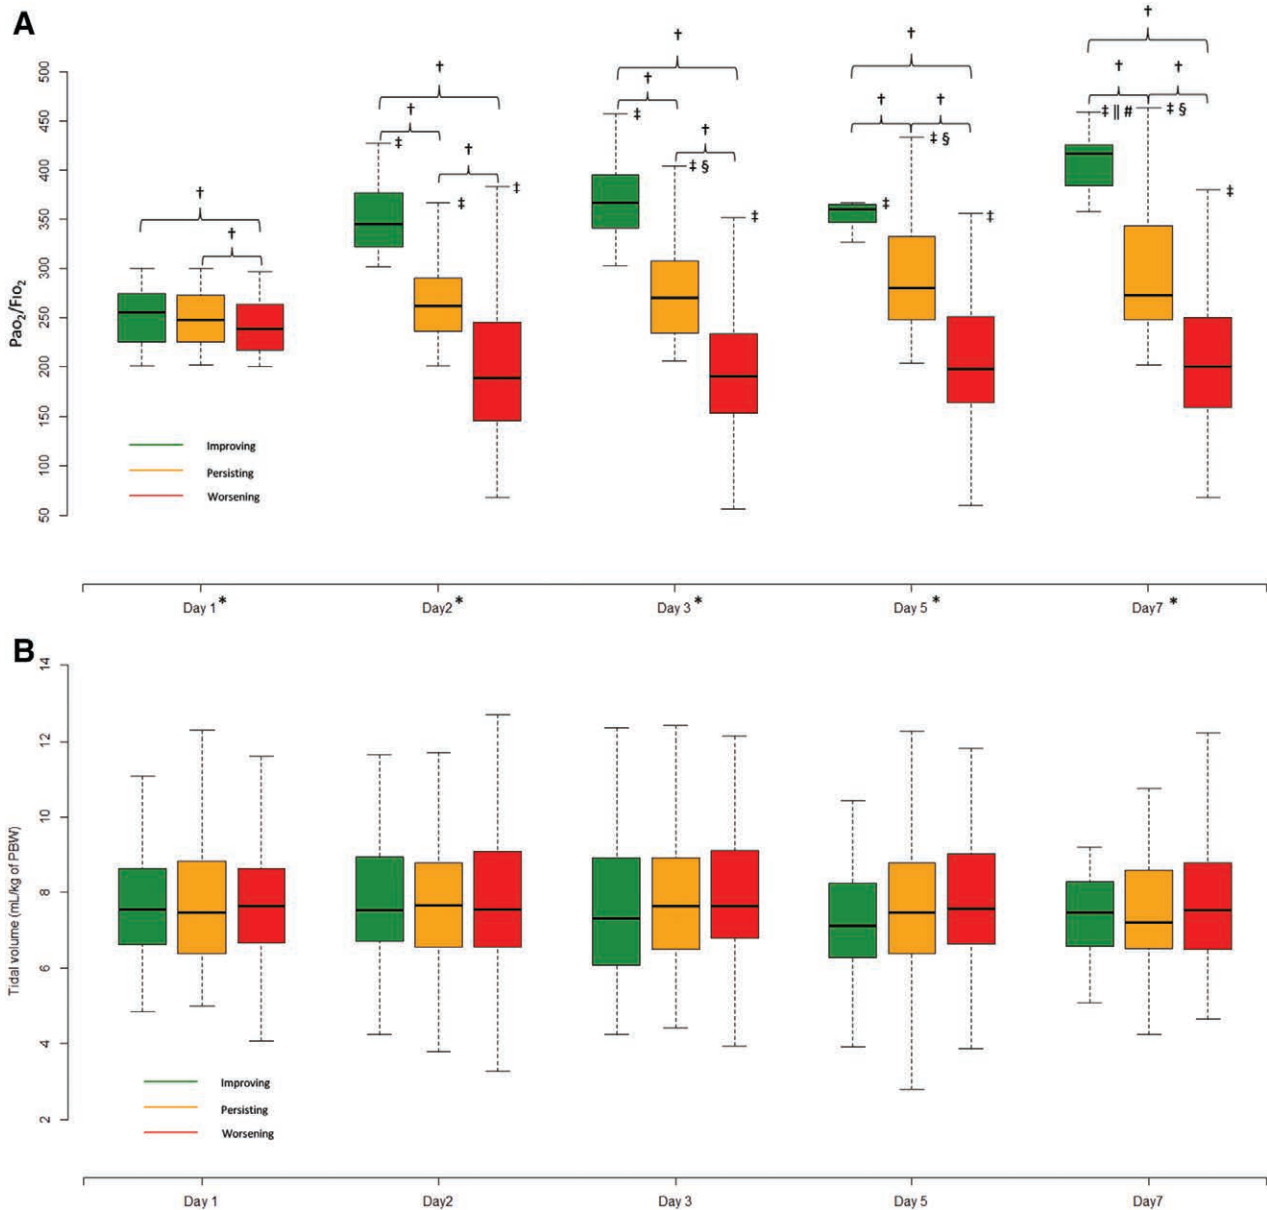 A
†
†
†
†
†
†
†
†
†
†
†
†
†
†
500
450
400
350
300
250
200
150
100
50
Pao₂/Fio₂
‡
‡
‡
‡
‡ §
‡
‡
‡ §
‡
‡ || #
‡ §
‡
Improving
Persisting
Worsening
Day 1 *
Day2 *
Day 3 *
Day 5 *
Day7 *
B
14
12
10
8
6
4
2
Tidal volume (mL/kg of PBW)
Improving
Persisting
Worsening
Day 1
Day2
Day 3
Day 5
Day7